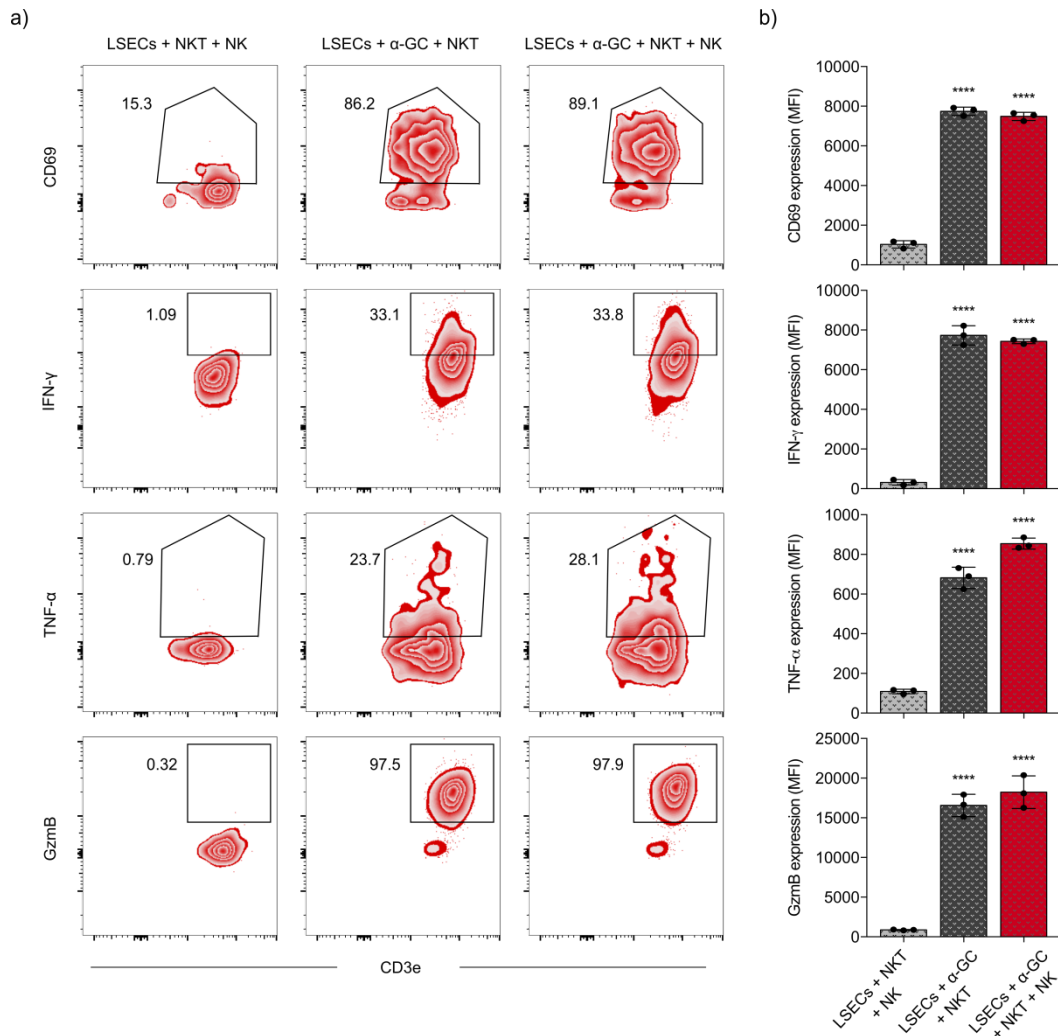 a)
LSECs + NKT + NK
LSECs + α-GC + NKT
LSECs + α-GC + NKT + NK
CD69
15.3
86.2
89.1
IFN-γ
1.09
33.1
33.8
TNF-α
0.79
23.7
28.1
GzmB
0.32
97.5
97.9
CD3e
b)
CD69 expression (MFI)
10000
8000
6000
4000
2000
0
****
****
IFN-γ expression (MFI)
10000
8000
6000
4000
2000
0
****
****
TNF-α expression (MFI)
1000
800
600
400
200
0
****
****
GzmB expression (MFI)
25000
20000
15000
10000
5000
0
****
****
LSECs + NKT
+ NK
LSECs + α-GC
+ NKT
LSECs + α-GC
+ NKT + NK